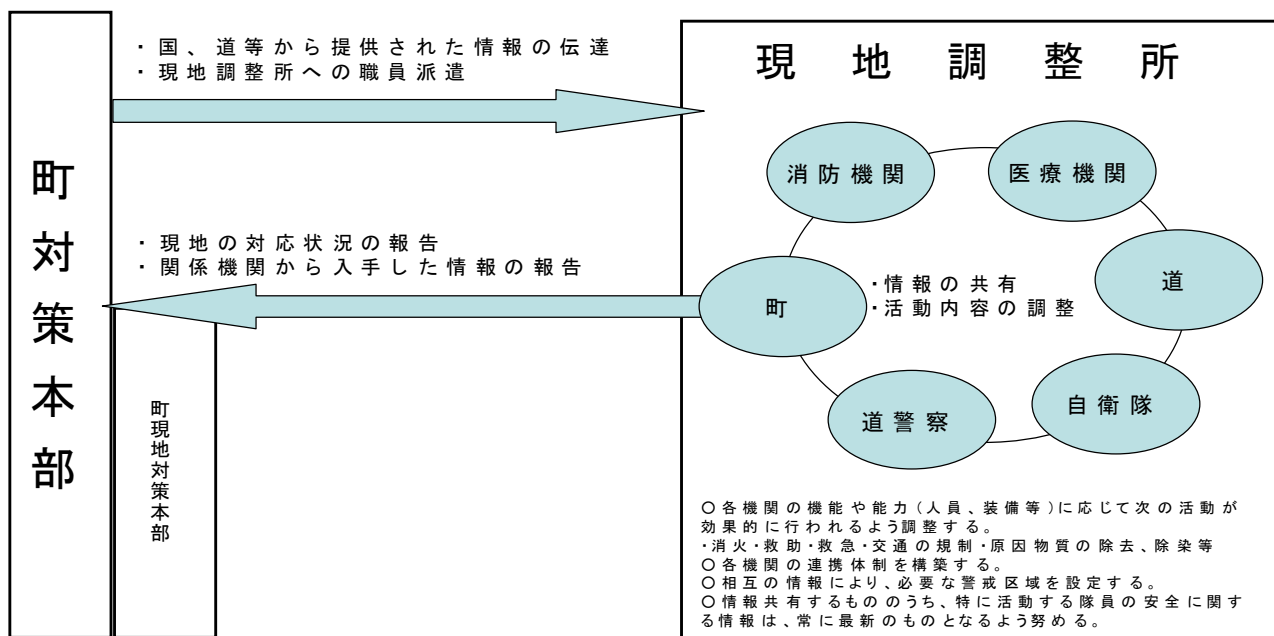 町対策本部
・国、道等から提供された情報の伝達
・現地調整所への職員派遣
・現地の対応状況の報告
・関係機関から入手した情報の報告
町現地対策本部
現地調整所
消防機関
医療機関
町
・情報の共有
・活動内容の調整
道
道警察
自衛隊
〇各機関の機能や能力(人員、装備等)に応じて次の活動が
効果的に行われるよう調整する。
・消火・救助・救急・交通の規制・原因物質の除去、除染等
〇各機関の連携体制を構築する。
〇相互の情報により、必要な警戒区域を設定する。
〇情報共有するもののうち、特に活動する隊員の安全に関す
る情報は、常に最新のものとなるよう努める。